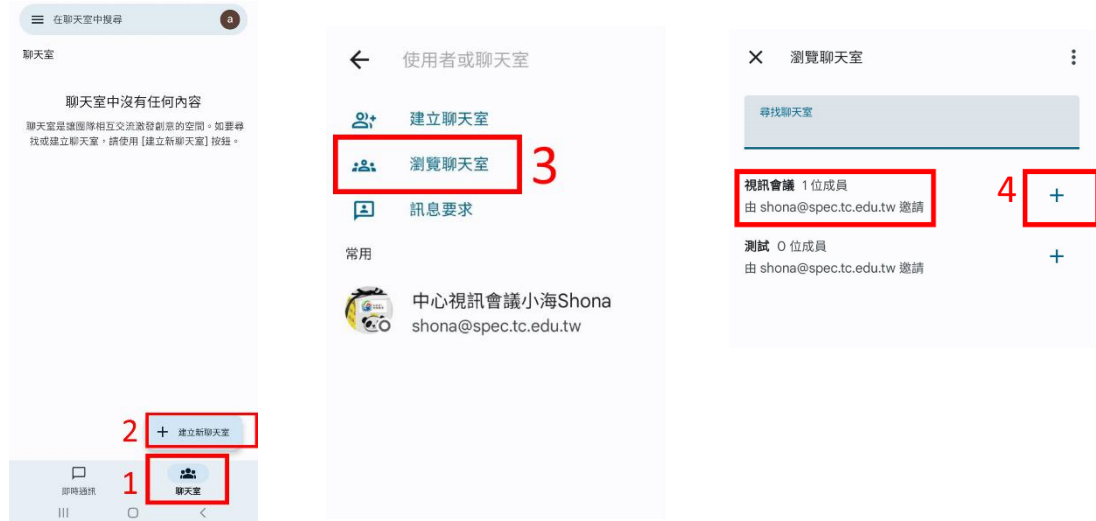 在聊天室中搜尋
a
聊天室
聊天室中沒有任何內容
聊天室是讓團隊相互交流激發創意的空間。如要尋
找或建立聊天室,請使用 [建立新聊天室] 按鈕。
2
建立新聊天室
1
即時通訊
聊天室
使用者或聊天室
建立聊天室
瀏覽聊天室
3
訊息要求
常用
中心視訊會議小海Shona
shona@spec.tc.edu.tw
瀏覽聊天室
尋找聊天室
視訊會議 1 位成員
由 shona@spec.tc.edu.tw 邀請
4
測試 0 位成員
由 shona@spec.tc.edu.tw 邀請